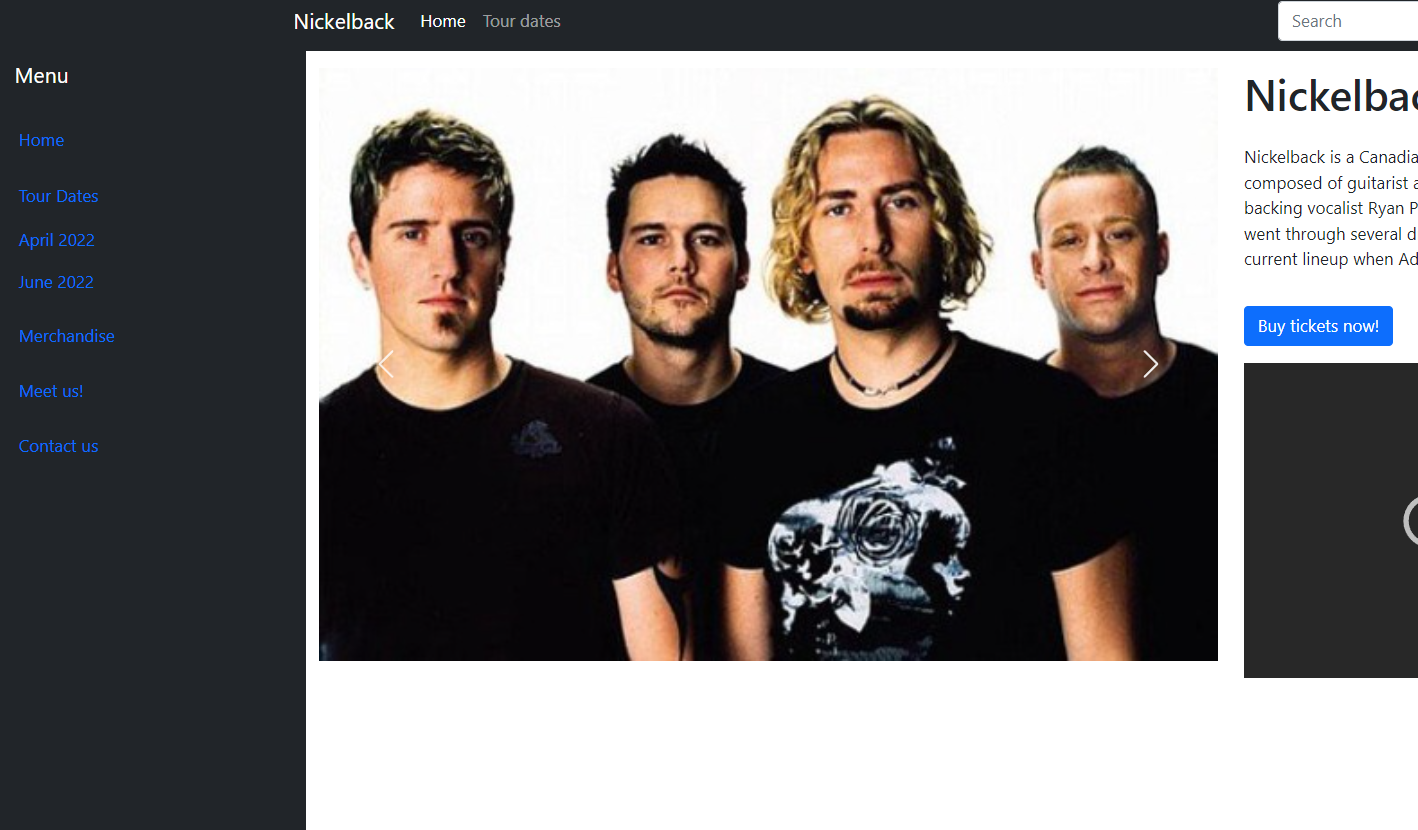 Nickelback Home Tour dates Search
Menu
Home
Tour Dates
April 2022
June 2022
Merchandise
Meet us!
Contact us
Nickelbac
Nickelback is a Canadia
composed of guitarist a
backing vocalist Ryan P
went through several d
current lineup when Ad
Buy tickets now!